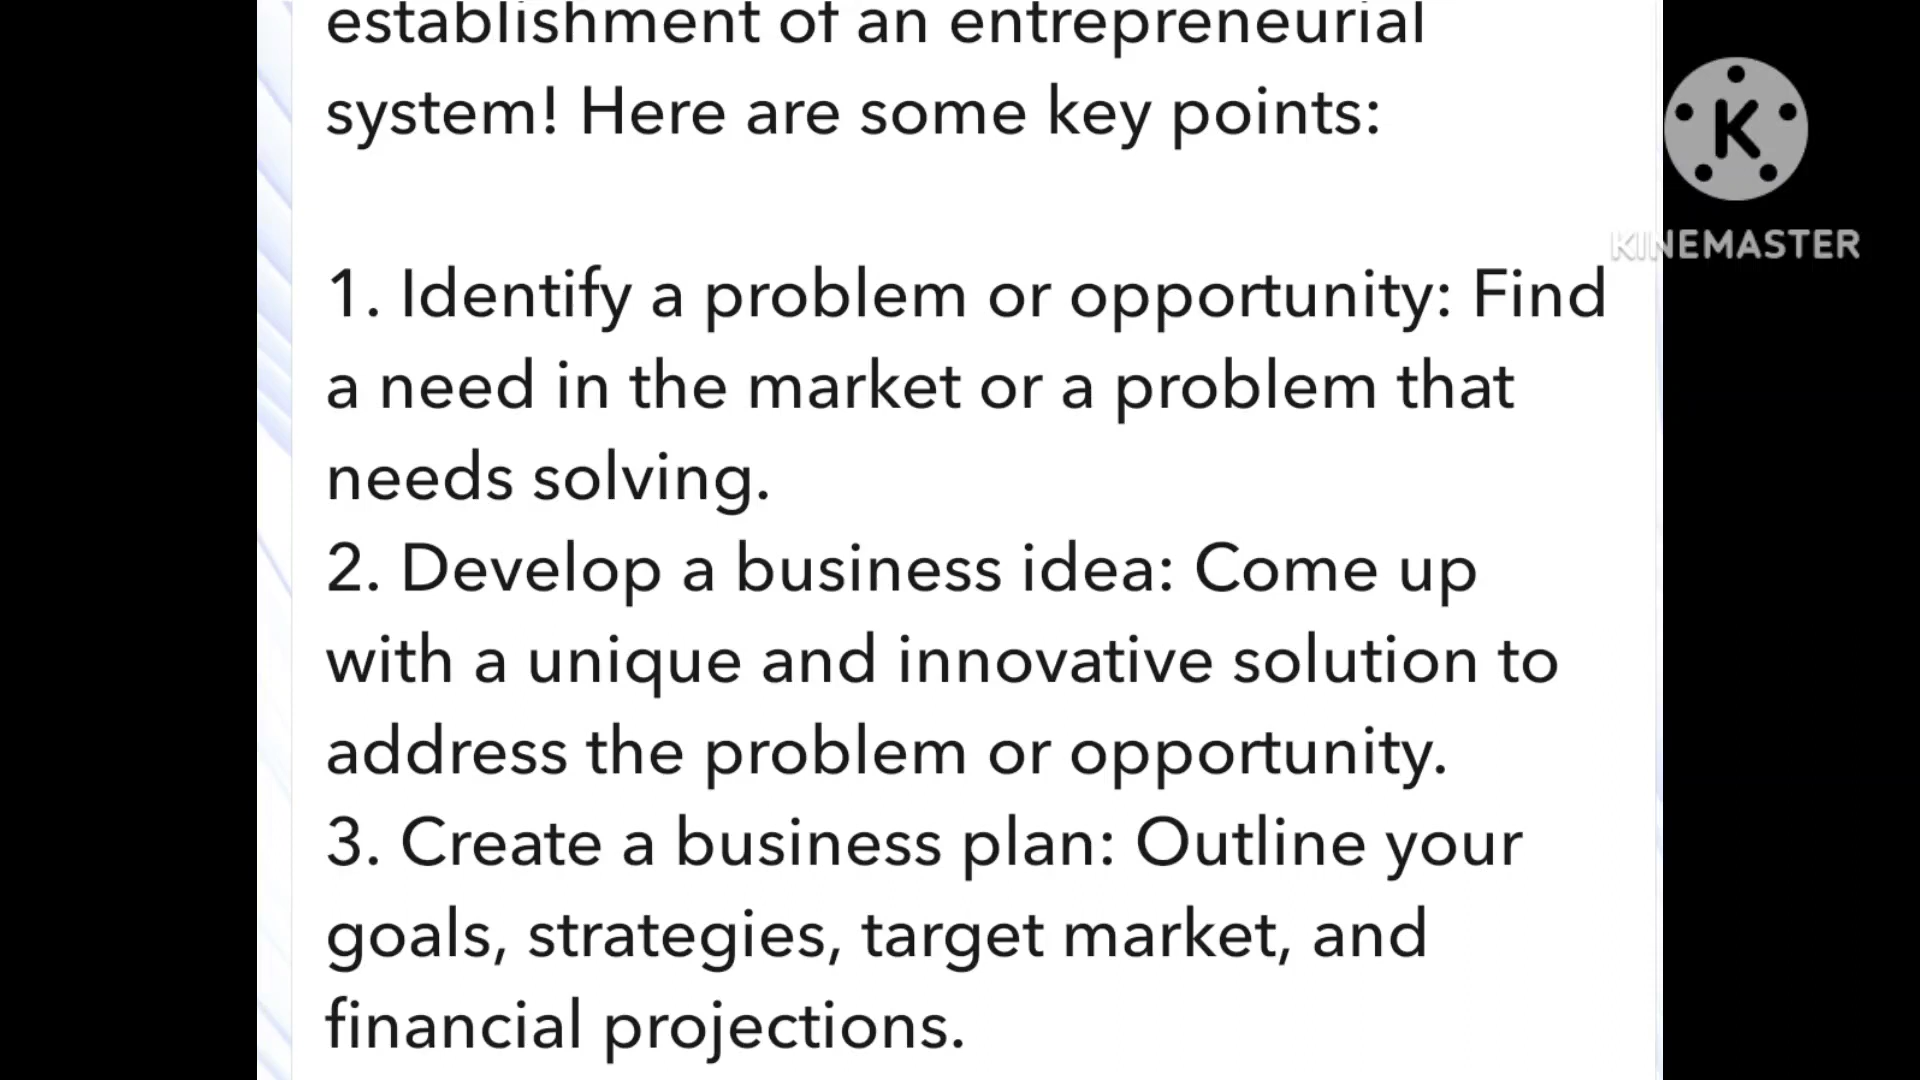 establishment of an entrepreneurial
system! Here are some key points:
1. Identify a problem or opportunity: Find
a need in the market or a problem that
needs solving.
2. Develop a business idea: Come up
with a unique and innovative solution to
address the problem or opportunity.
3. Create a business plan: Outline your
goals, strategies, target market, and
financial projections.
K
KINEMASTER